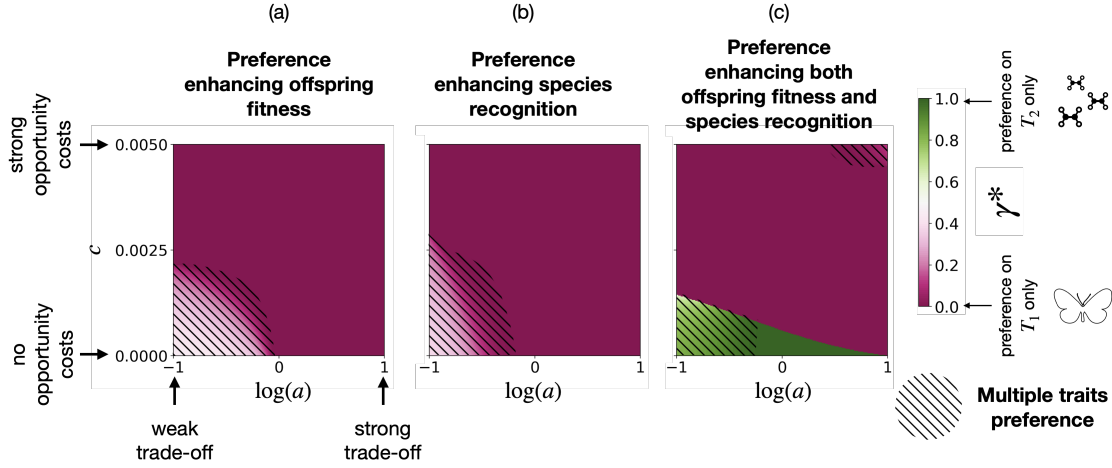 (a)
(b)
(c)
Preference
enhancing offspring
fitness
Preference
enhancing species
recognition
Preference
enhancing both
offspring fitness and
species recognition
strong
opportunity
costs
no
opportunity
costs
c
0.0050
0.0025
0.0000
−1
0
1
log(a)
−1
0
1
log(a)
−1
0
1
log(a)
weak
trade-off
strong
trade-off
1.0
0.8
0.6
0.4
0.2
0.0
γ*
preference on
T₂ only
preference on
T₁ only
Multiple traits
preference